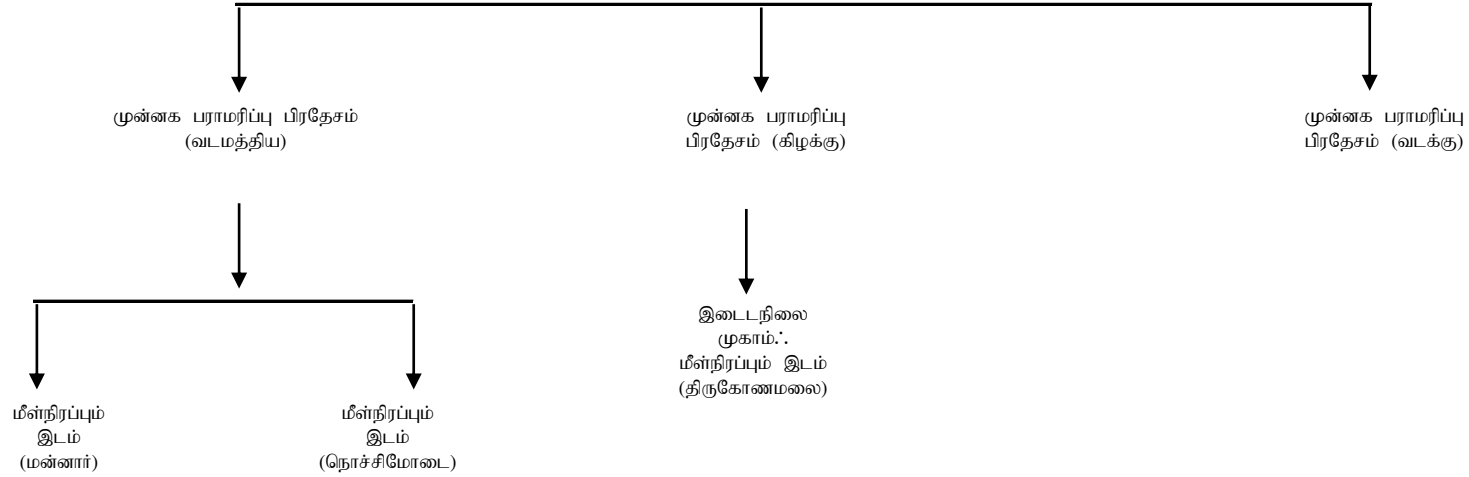 முன்னக பராமரிப்பு பிரதேசம்
(வடமத்திய)
முன்னக பராமரிப்பு
பிரதேசம் (கிழக்கு)
முன்னக பராமரிப்பு
பிரதேசம் (வடக்கு)
இடைடநிலை
முகாம்ஃ
மீள்நிரப்பும் இடம்
(திருகோணமலை)
மீள்நிரப்பும்
இடம்
(மன்னார்)
மீள்நிரப்பும்
இடம்
(நொச்சிமோடை)